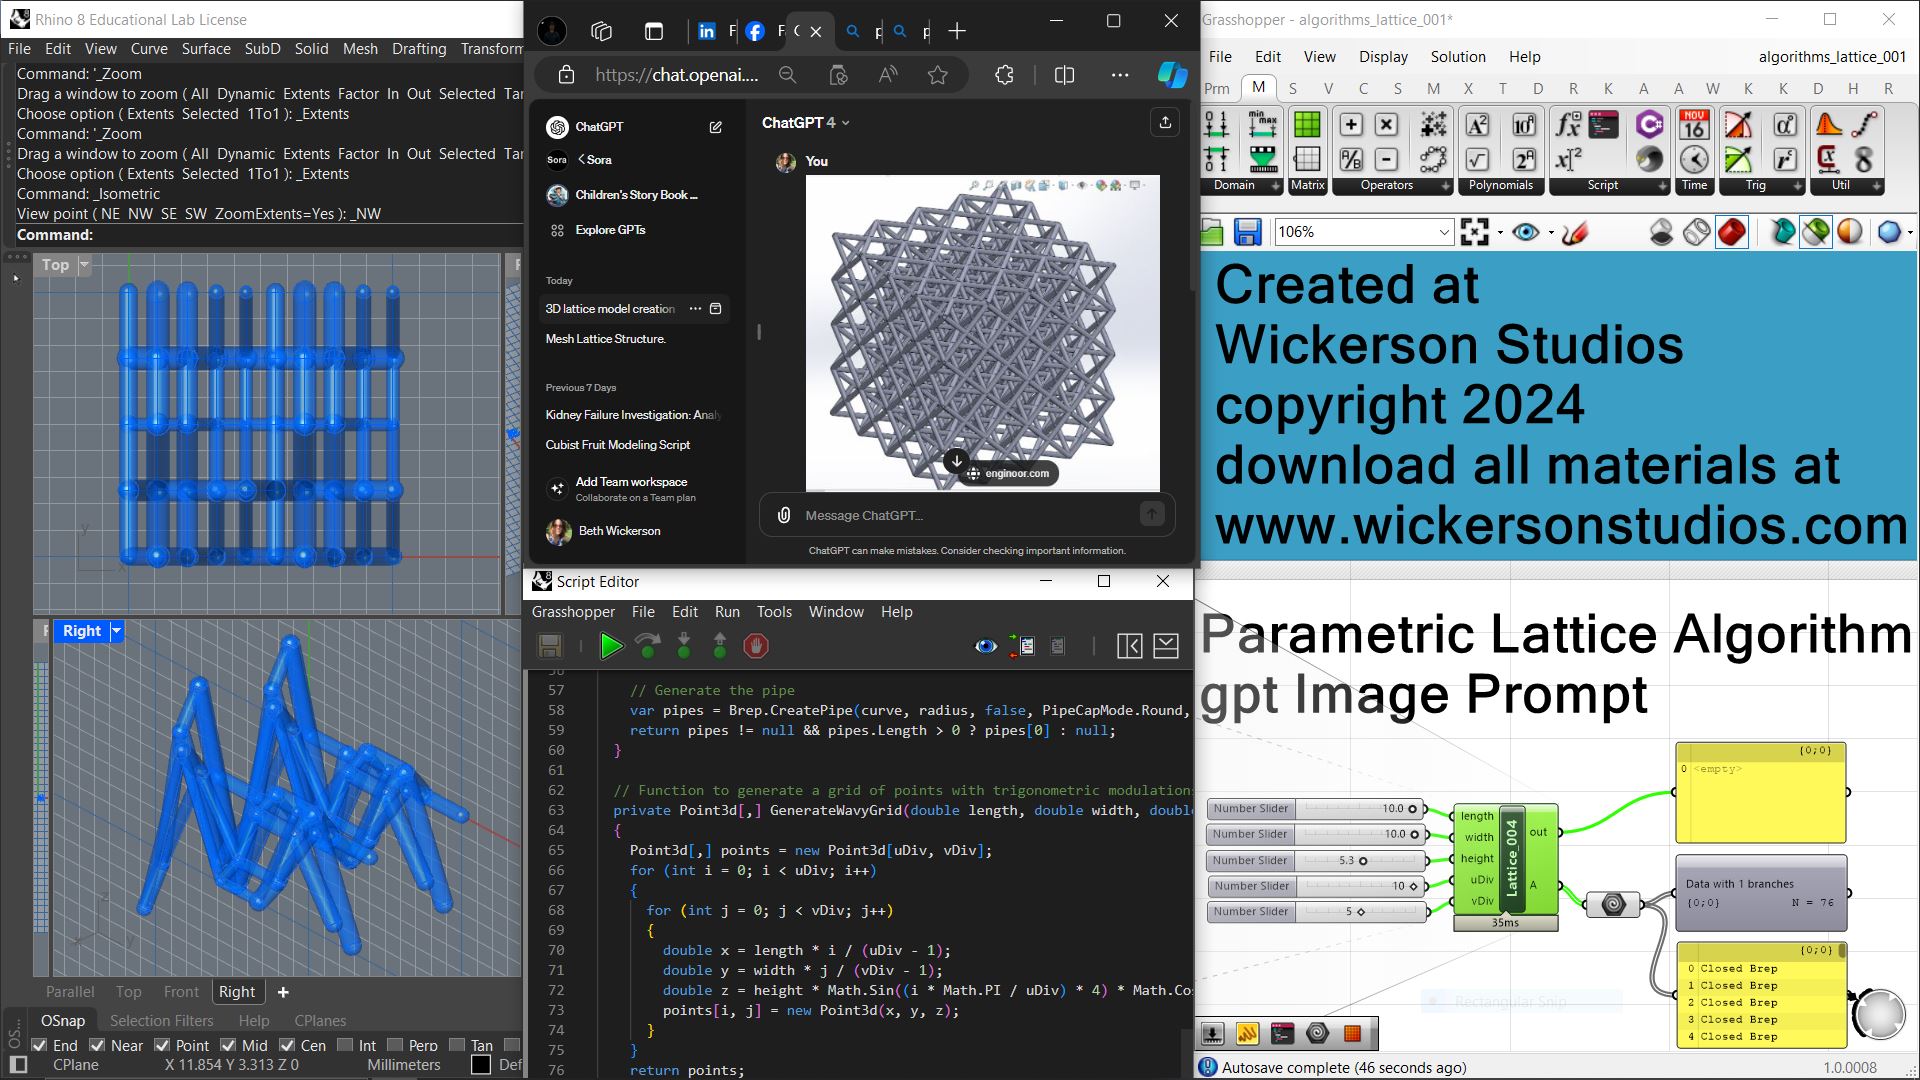 Rhino 8 Educational Lab License
File Edit View Curve Surface SubD Solid Mesh Drafting Transform
Command: '_Zoom
Drag a window to zoom ( All Dynamic Extents Factor In Out Selected Tar
Choose option ( Extents Selected 1To1 ): _Extents
Command: '_Zoom
Drag a window to zoom ( All Dynamic Extents Factor In Out Selected Tar
Choose option ( Extents Selected 1To1 ): _Extents
Command: _Isometric
View point ( NE NW SE SW ZoomExtents=Yes ): _NW
Command:
Top
Right
Parallel Top Front Right
OSnap Selection Filters Help CPlanes
End Near Point Mid Cen Int Perp Tan
CPlane X 11.854 Y 3.313 Z 0 Millimeters Def
https://chat.openai....
ChatGPT
Sora Sora
Children's Story Book ...
Explore GPTs
Today
3D lattice model creation
Mesh Lattice Structure.
Previous 7 Days
Kidney Failure Investigation: Analy
Cubist Fruit Modeling Script
Add Team workspace
Collaborate on a Team plan
Beth Wickerson
ChatGPT 4
You
enginoor.com
Message ChatGPT...
ChatGPT can make mistakes. Consider checking important information.
Script Editor
Grasshopper File Edit Run Tools Window Help
57 // Generate the pipe
58 var pipes = Brep.CreatePipe(curve, radius, false, PipeCapMode.Round,
59 return pipes != null && pipes.Length > 0 ? pipes[0] : null;
60 }
61
62 // Function to generate a grid of points with trigonometric modulation
63 private Point3d[,] GenerateWavyGrid(double length, double width, doubl
64 {
65 Point3d[,] points = new Point3d[uDiv, vDiv];
66 for (int i = 0; i < uDiv; i++)
67 {
68 for (int j = 0; j < vDiv; j++)
69 {
70 double x = length * i / (uDiv - 1);
71 double y = width * j / (vDiv - 1);
72 double z = height * Math.Sin((i * Math.PI / uDiv) * 4) * Math.Co
73 points[i, j] = new Point3d(x, y, z);
74 }
75 }
76 return points;
Grasshopper - algorithms_lattice_001*
File Edit View Display Solution Help algorithms_lattice_001
Prm M S V C S M X T D R K A A W K K D H R
Domain Matrix Operators Polynomials Script Time Trig Util
106%
Created at
Wickerson Studios
copyright 2024
download all materials at
www.wickersonstudios.com
Parametric Lattice Algorithm
gpt Image Prompt
Number Slider 10.0
Number Slider 10.0
Number Slider 5.3
Number Slider 10
Number Slider 5
length
width
height
uDiv
vDiv
Lattice_004
out
A
35ms
{0;0}
0 <empty>
Data with 1 branches
{0;0} N = 76
{0;0}
0 Closed Brep
1 Closed Brep
2 Closed Brep
3 Closed Brep
4 Closed Brep
Rectangular Snip
Autosave complete (46 seconds ago) 1.0.0008